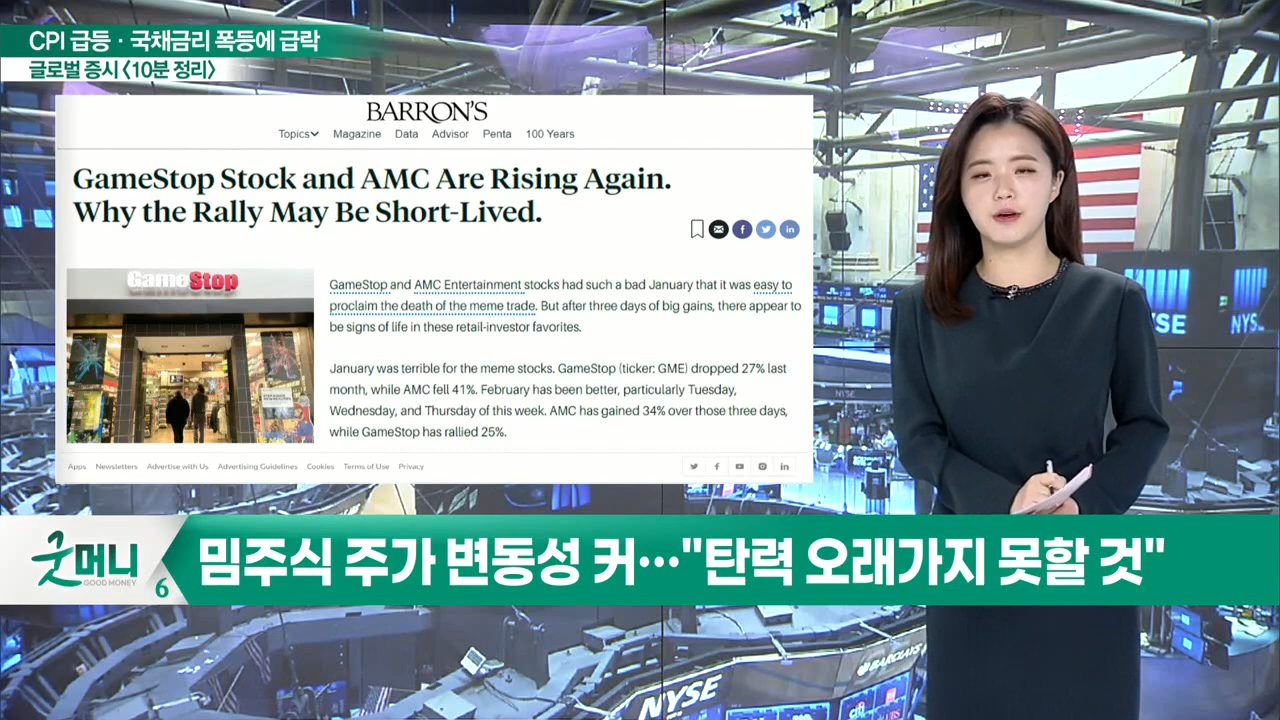 CPI 급등 · 국채금리 폭등에 급락
글로벌 증시 <10분 정리>
BARRON'S
Topics Magazine Data Advisor Penta 100 Years
GameStop Stock and AMC Are Rising Again.
Why the Rally May Be Short-Lived.
GameStop
GameStop and AMC Entertainment stocks had such a bad January that it was easy to
proclaim the death of the meme trade. But after three days of big gains, there appear to
be signs of life in these retail-investor favorites.
January was terrible for the meme stocks. GameStop (ticker: GME) dropped 27% last
month, while AMC fell 41%. February has been better, particularly Tuesday,
Wednesday, and Thursday of this week. AMC has gained 34% over those three days,
while GameStop has rallied 25%.
Apps Newsletters Advertise with Us Advertising Guidelines Cookies Terms of Use Privacy
NYSE
NYS
굿머니
GOOD MONEY
6
밈주식 주가 변동성 커…"탄력 오래가지 못할 것"
NYSE
BARCLAYS
citi